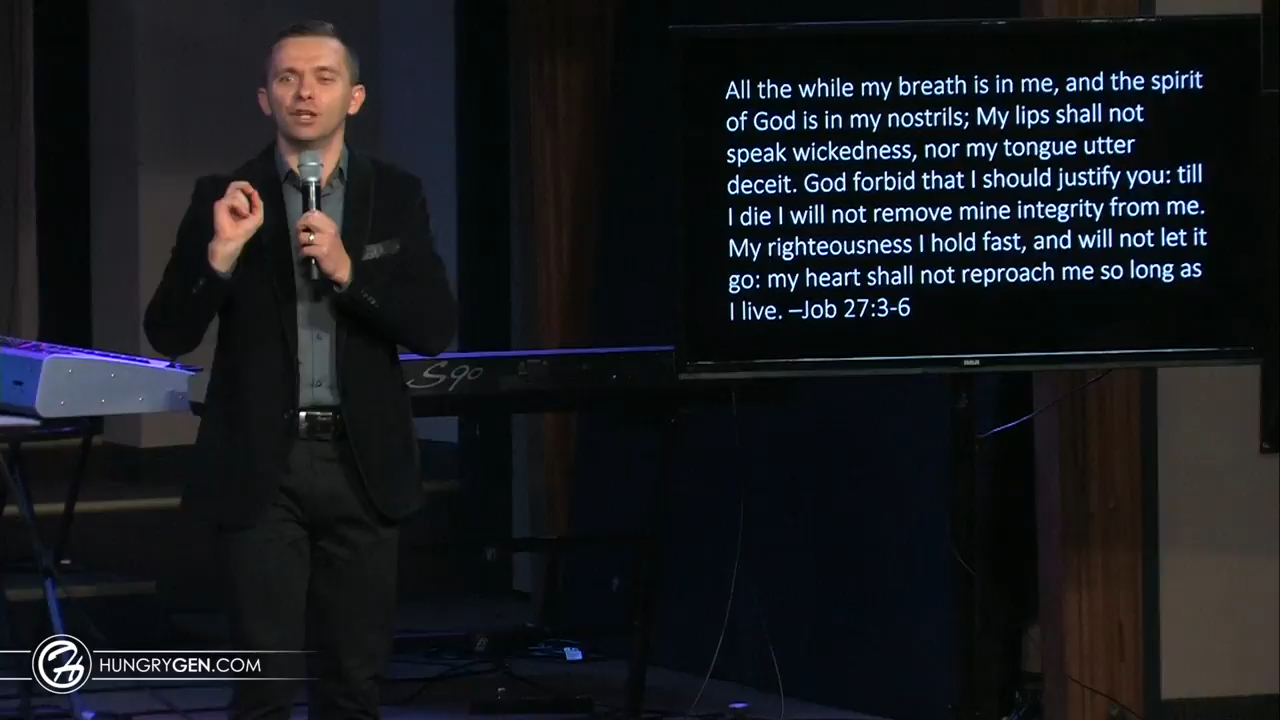 All the while my breath is in me, and the spirit
of God is in my nostrils; My lips shall not
speak wickedness, nor my tongue utter
deceit. God forbid that I should justify you: till
I die I will not remove mine integrity from me.
My righteousness I hold fast, and will not let it
go: my heart shall not reproach me so long as
I live. –Job 27:3-6
RCA
S90
H HUNGRYGEN.COM